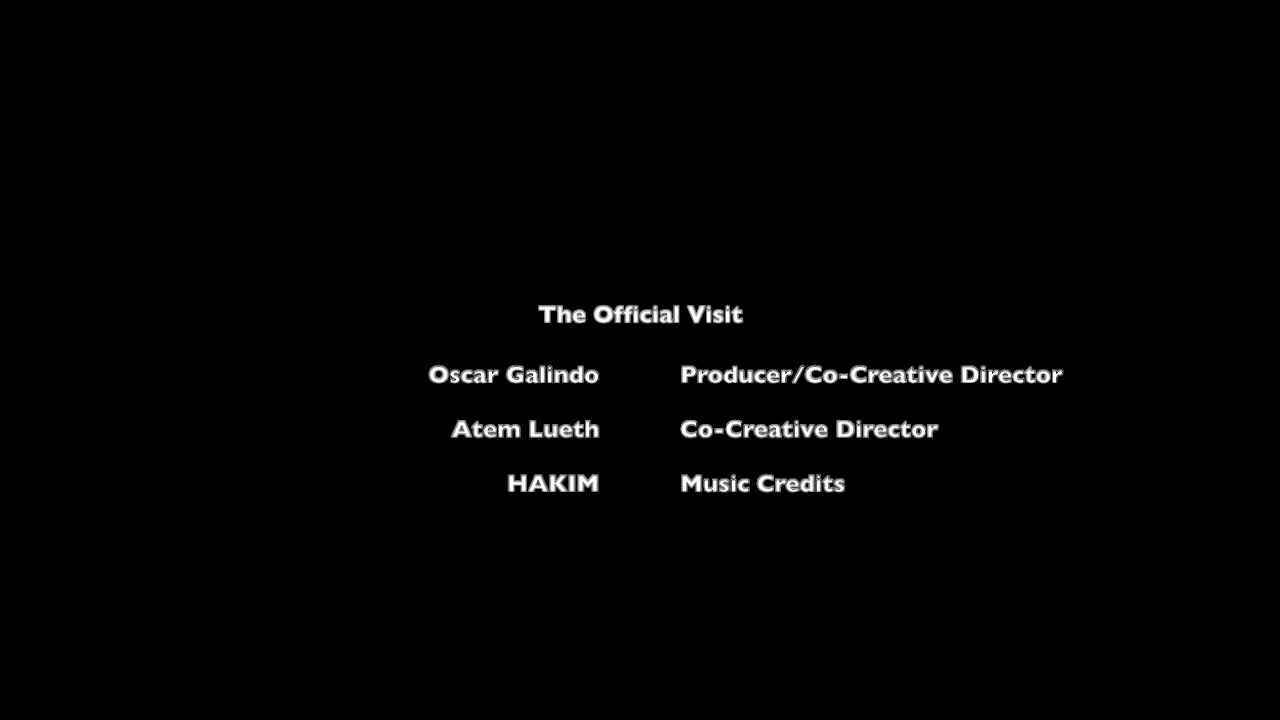 The Official Visit
Oscar Galindo Producer/Co-Creative Director
Atem Lueth Co-Creative Director
HAKIM Music Credits